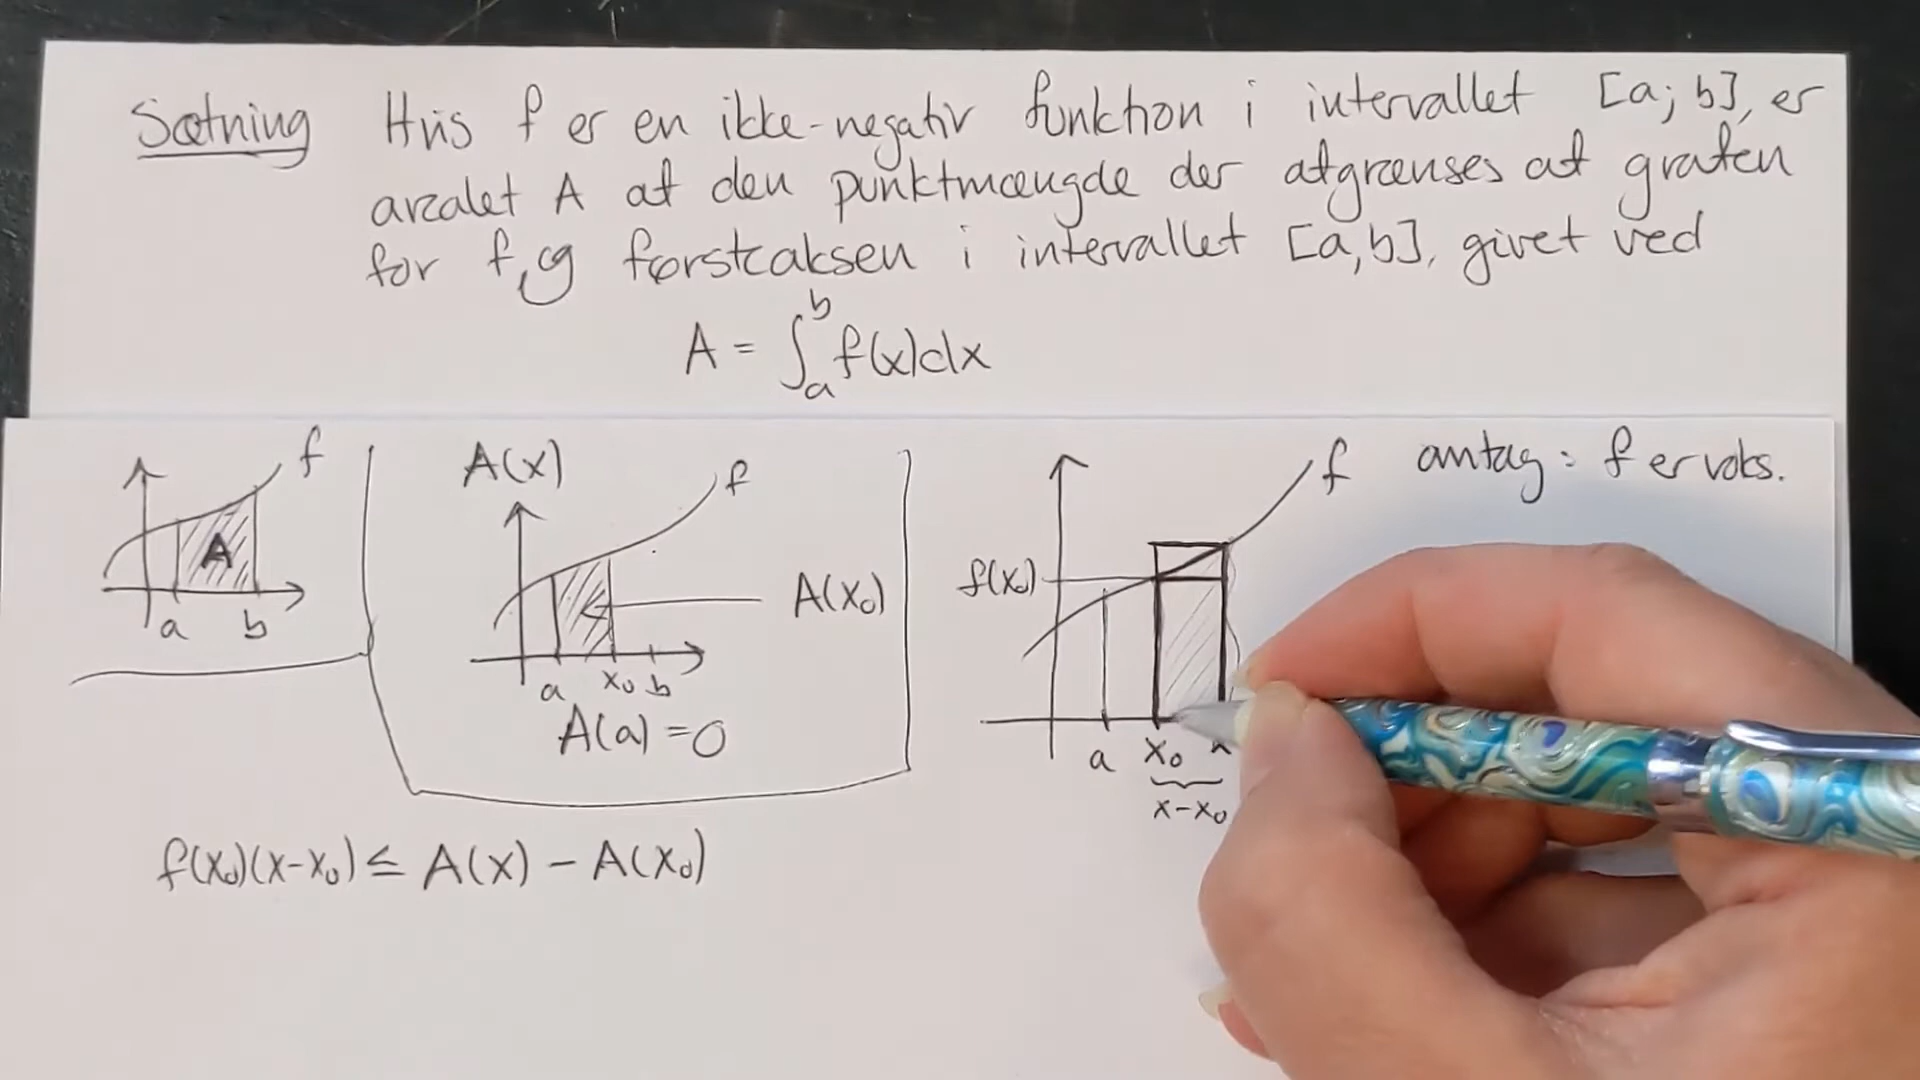 Sætning Hvis f er en ikke-negativ funktion i intervallet [a; b], er
arealet A af den punktmængde der afgrænses af grafen
for f, og førsteaksen i intervallet [a,b], givet ved
A = ∫_a^b f(x)dx
f
A
a b
A(x)
f
A(x₀)
a x₀ b
A(a) = 0
f antag: f er voks.
f(x₀)
a x₀
x-x₀
f(x₀)(x-x₀) ≤ A(x) - A(x₀)